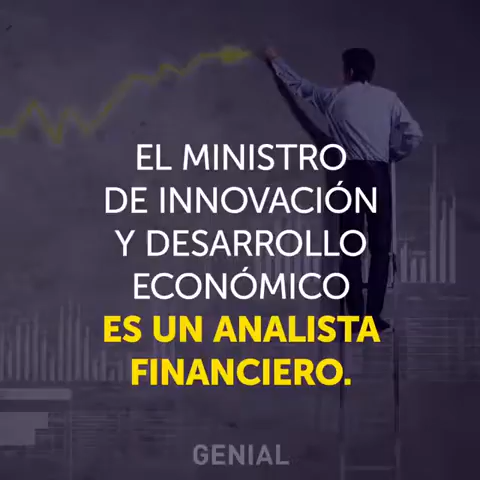 EL MINISTRO
DE INNOVACIÓN
Y DESARROLLO
ECONÓMICO
ES UN ANALISTA
FINANCIERO.
GENIAL